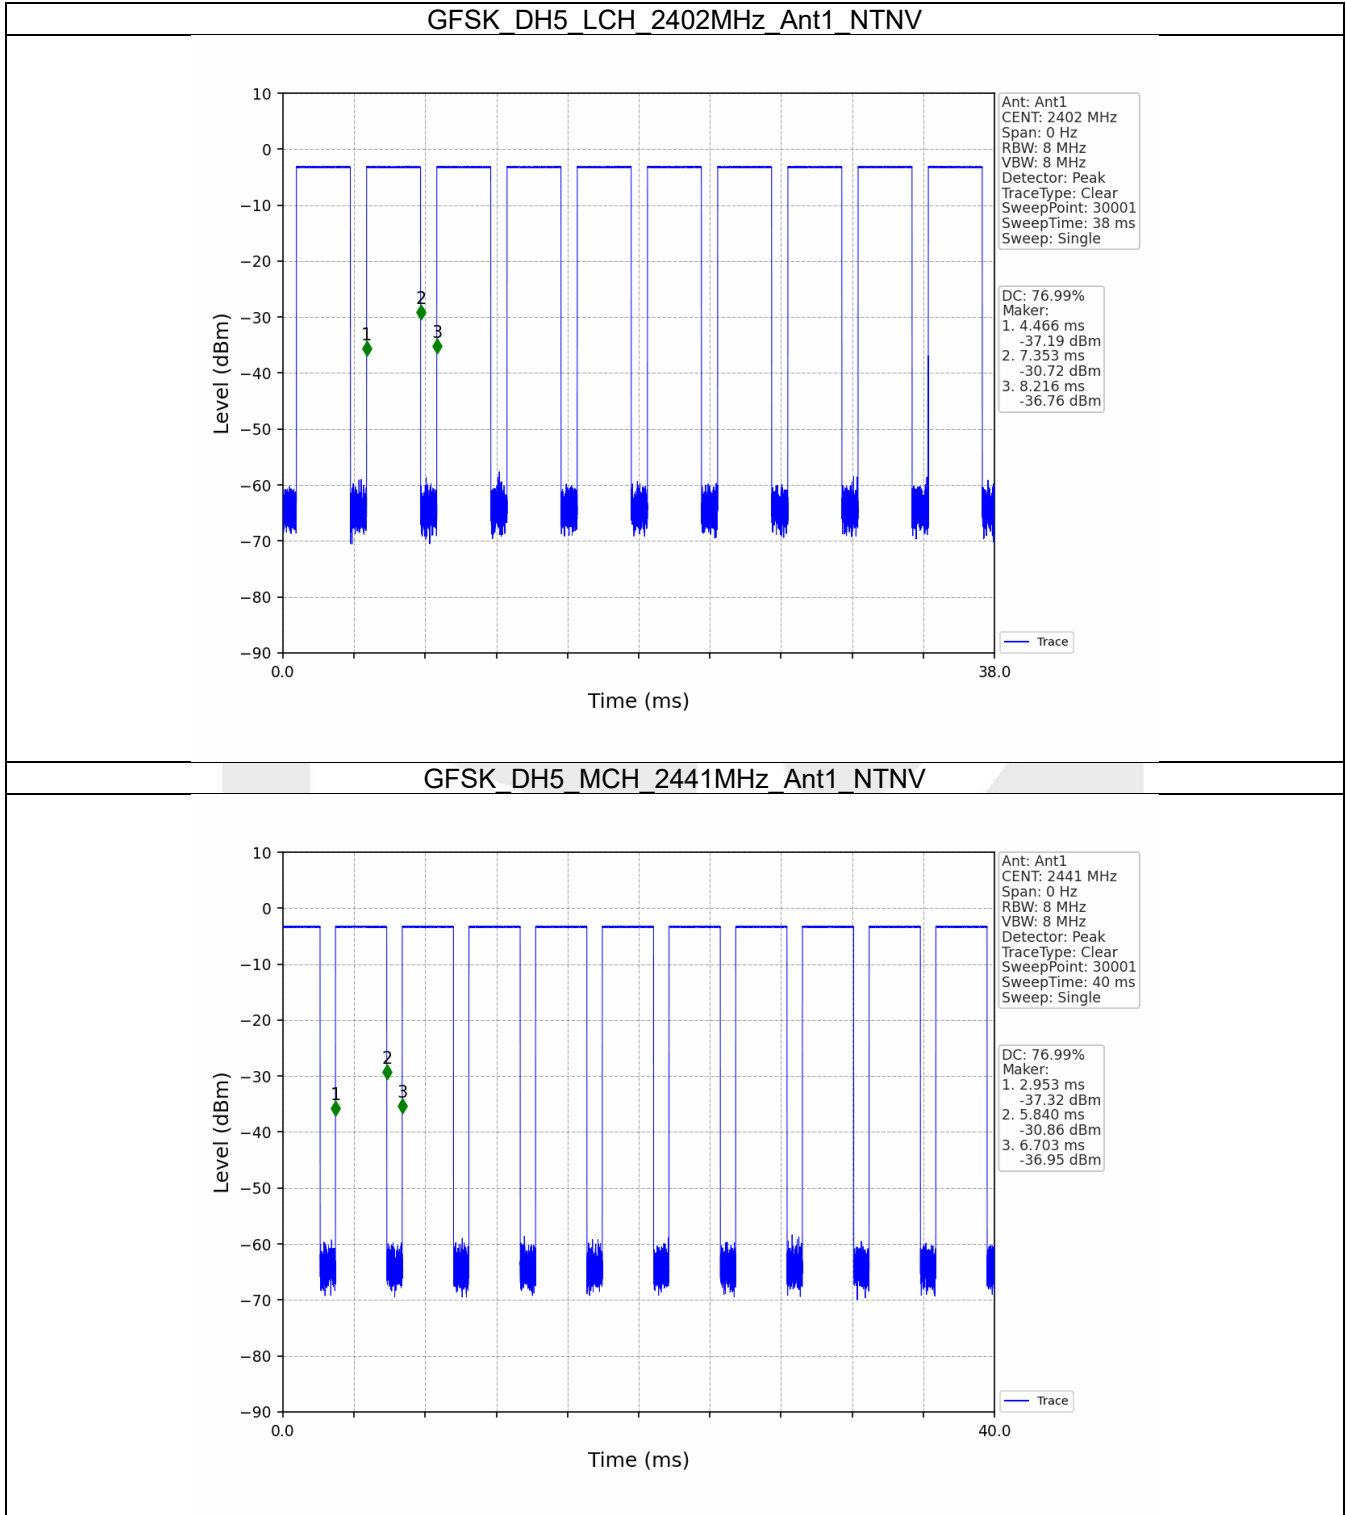 GFSK_DH5_LCH_2402MHz_Ant1_NTNV
10
0
−10
−20
−30
−40
−50
−60
−70
−80
−90
Level (dBm)
0.0
38.0
Time (ms)
1
2
3
Ant: Ant1
CENT: 2402 MHz
Span: 0 Hz
RBW: 8 MHz
VBW: 8 MHz
Detector: Peak
TraceType: Clear
SweepPoint: 30001
SweepTime: 38 ms
Sweep: Single
DC: 76.99%
Maker:
1. 4.466 ms
-37.19 dBm
2. 7.353 ms
-30.72 dBm
3. 8.216 ms
-36.76 dBm
Trace
GFSK_DH5_MCH_2441MHz_Ant1_NTNV
10
0
−10
−20
−30
−40
−50
−60
−70
−80
−90
Level (dBm)
0.0
40.0
Time (ms)
1
2
3
Ant: Ant1
CENT: 2441 MHz
Span: 0 Hz
RBW: 8 MHz
VBW: 8 MHz
Detector: Peak
TraceType: Clear
SweepPoint: 30001
SweepTime: 40 ms
Sweep: Single
DC: 76.99%
Maker:
1. 2.953 ms
-37.32 dBm
2. 5.840 ms
-30.86 dBm
3. 6.703 ms
-36.95 dBm
Trace